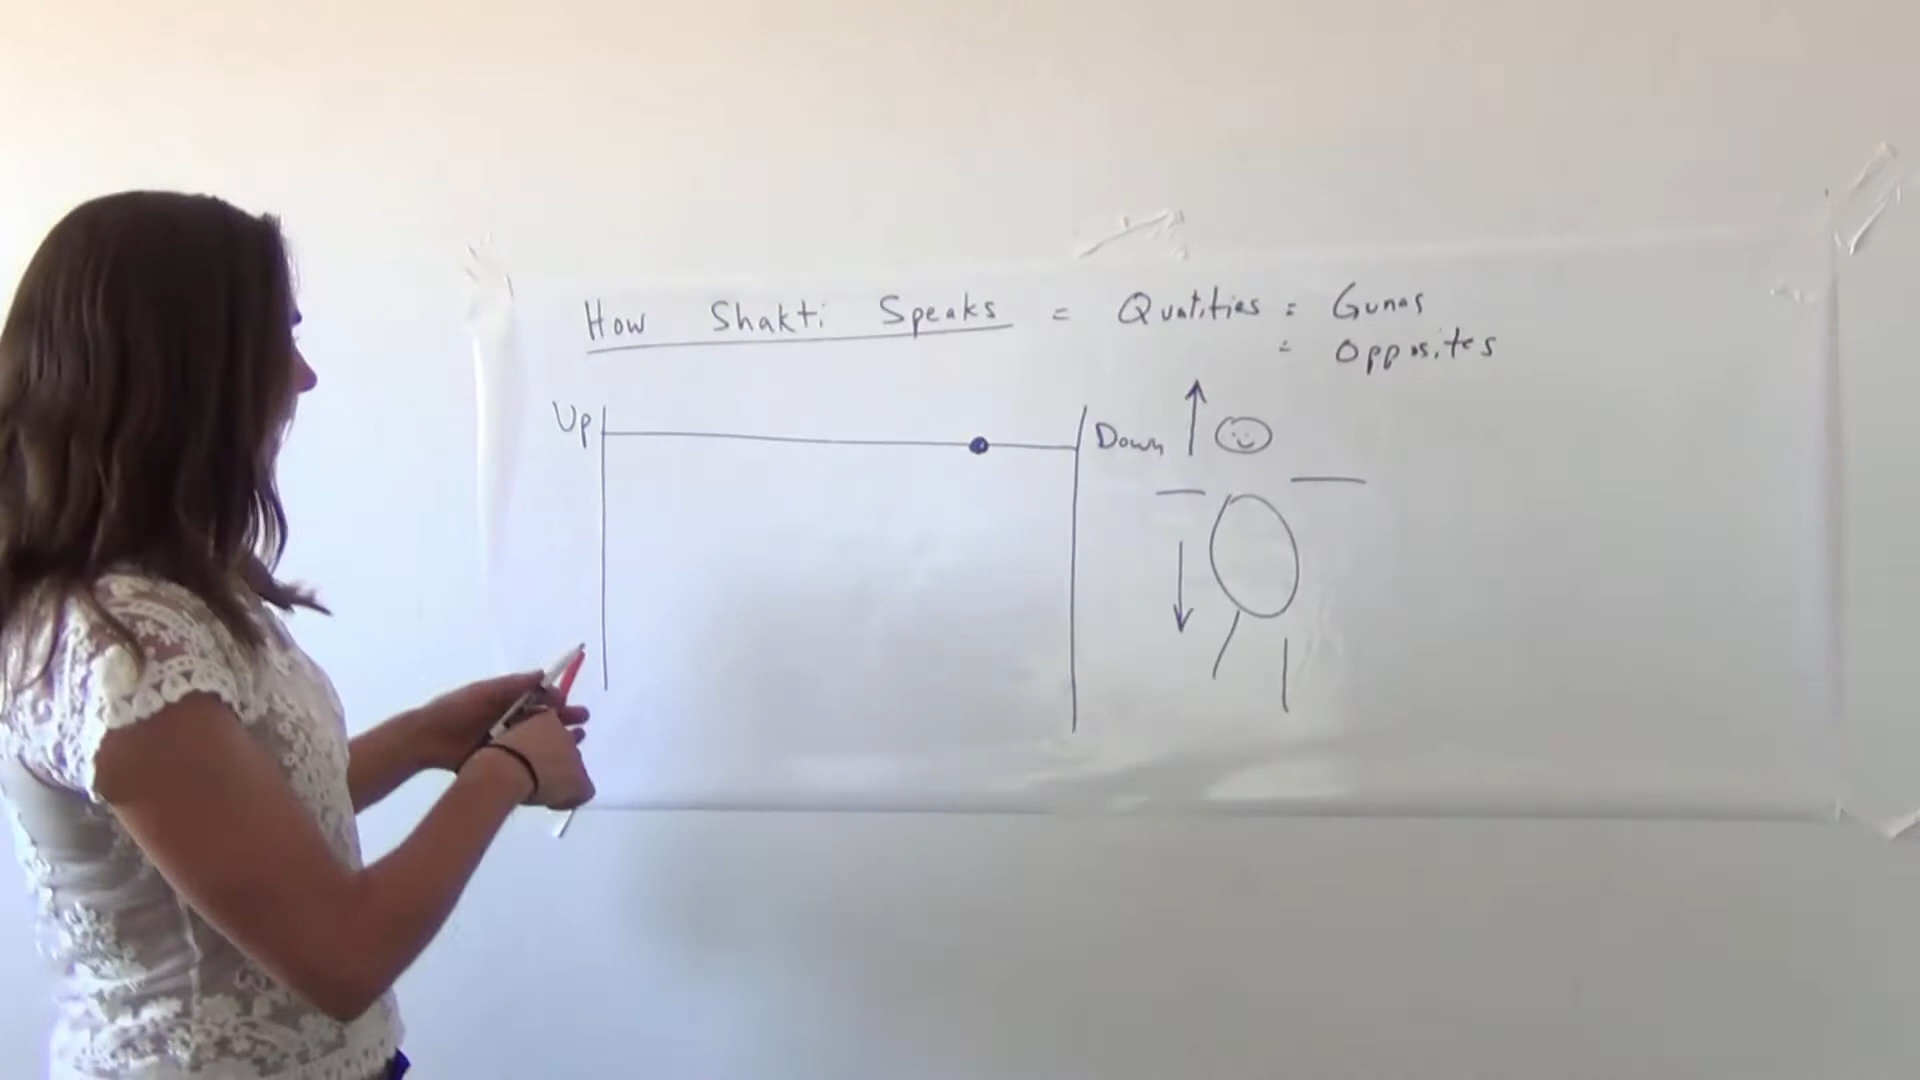 How Shakti Speaks = Qualities = Gunas
= Opposites
Up
Down